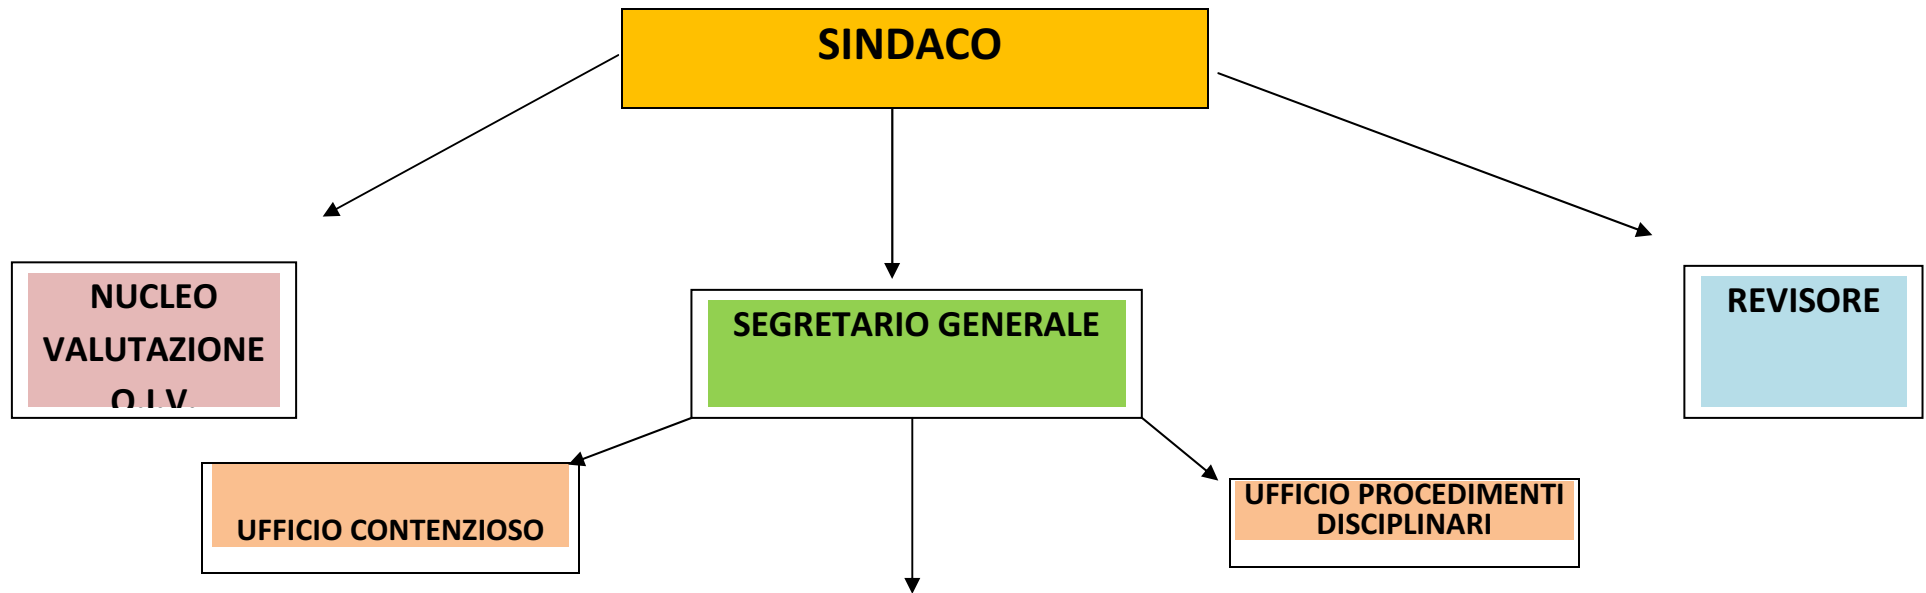 SINDACO
NUCLEO
VALUTAZIONE
O.I.V.
SEGRETARIO GENERALE
REVISORE
UFFICIO CONTENZIOSO
UFFICIO PROCEDIMENTI
DISCIPLINARI